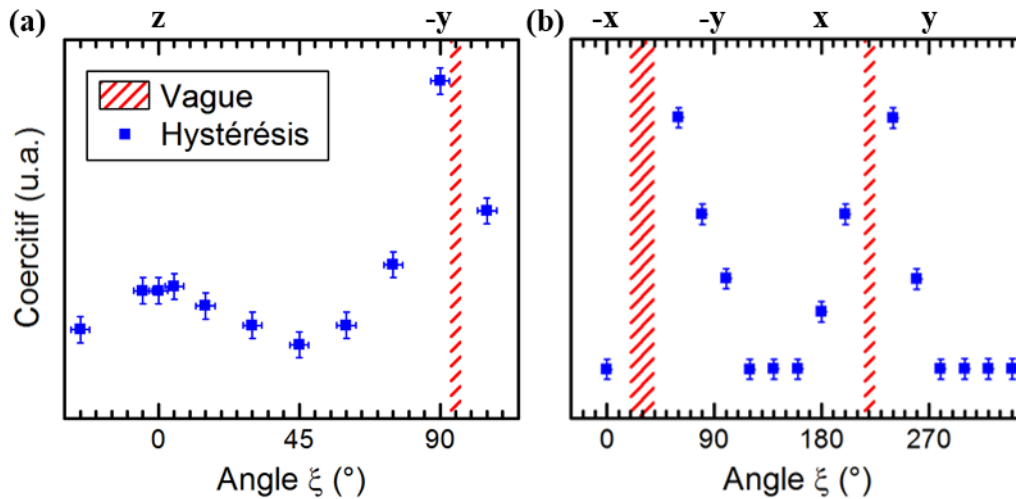 (a) z -y (b) -x -y x y
Vague
Hystérésis
Coercitif (u.a.)
0 45 90 0 90 180 270
Angle ξ (°) Angle ξ (°)